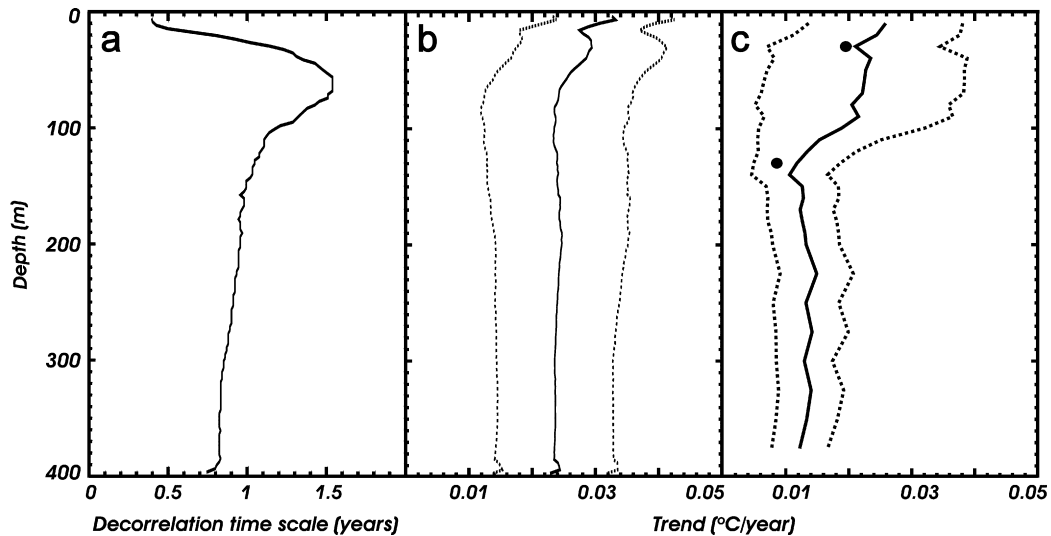 a
b
c
0
100
200
300
400
Depth (m)
0
0.5
1
1.5
0.01
0.03
0.05
0.01
0.03
0.05
Decorrelation time scale (years)
Trend (°C/year)